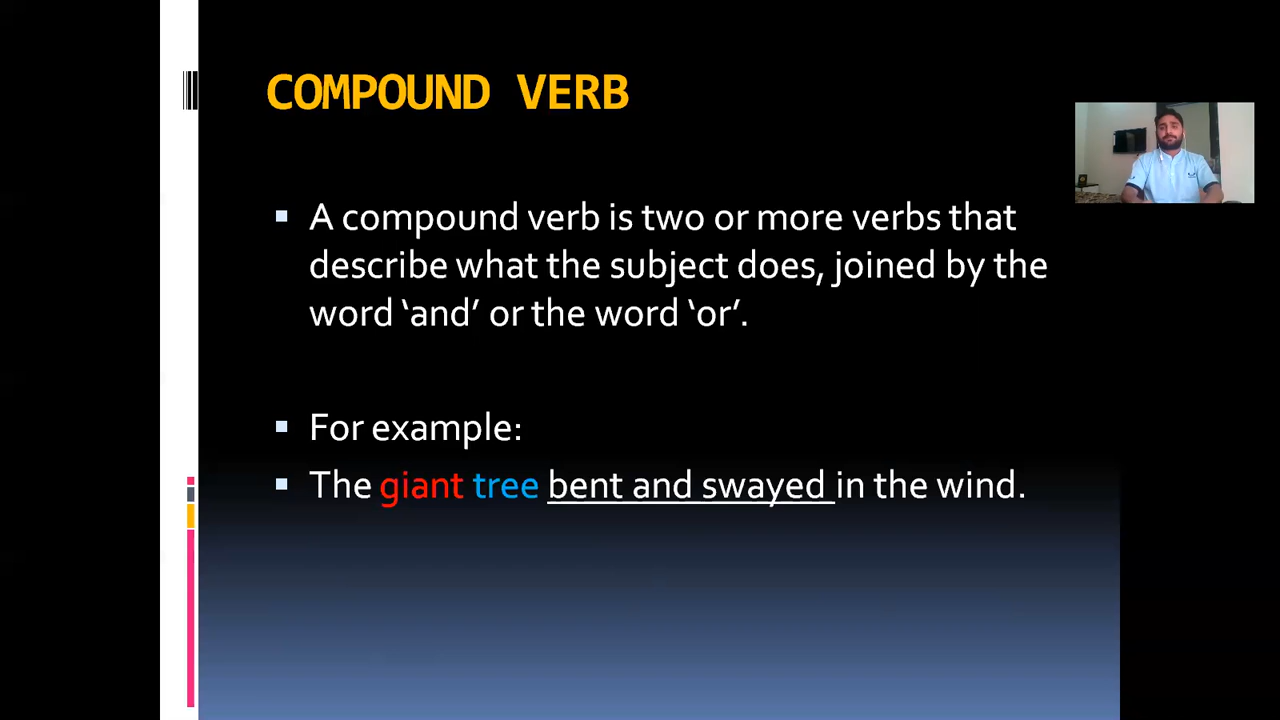 COMPOUND VERB
A compound verb is two or more verbs that
describe what the subject does, joined by the
word ‘and’ or the word ‘or’.
For example:
The giant tree bent and swayed in the wind.